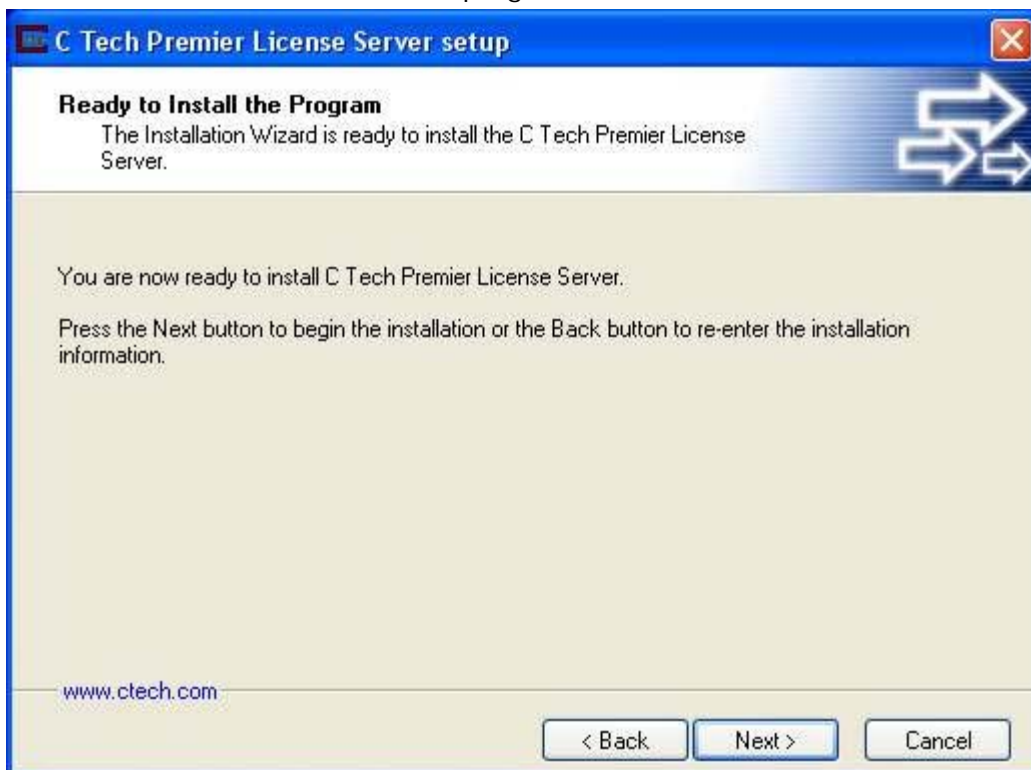 C Tech Premier License Server setup
Ready to Install the Program
The Installation Wizard is ready to install the C Tech Premier License
Server.
You are now ready to install C Tech Premier License Server.
Press the Next button to begin the installation or the Back button to re-enter the installation
information.
www.ctech.com
< Back
Next >
Cancel